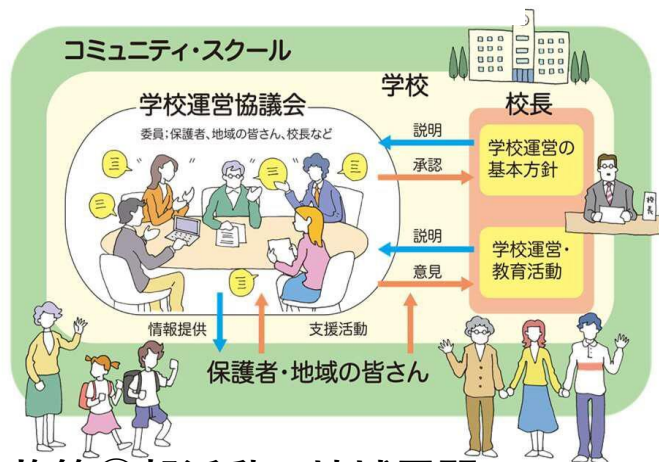 コミュニティ・スクール
学校
学校運営協議会
委員；保護者、地域の皆さん、校長など
校長
説明
承認
学校運営の
基本方針
説明
意見
学校運営・
教育活動
校長
情報提供
支援活動
保護者・地域の皆さん